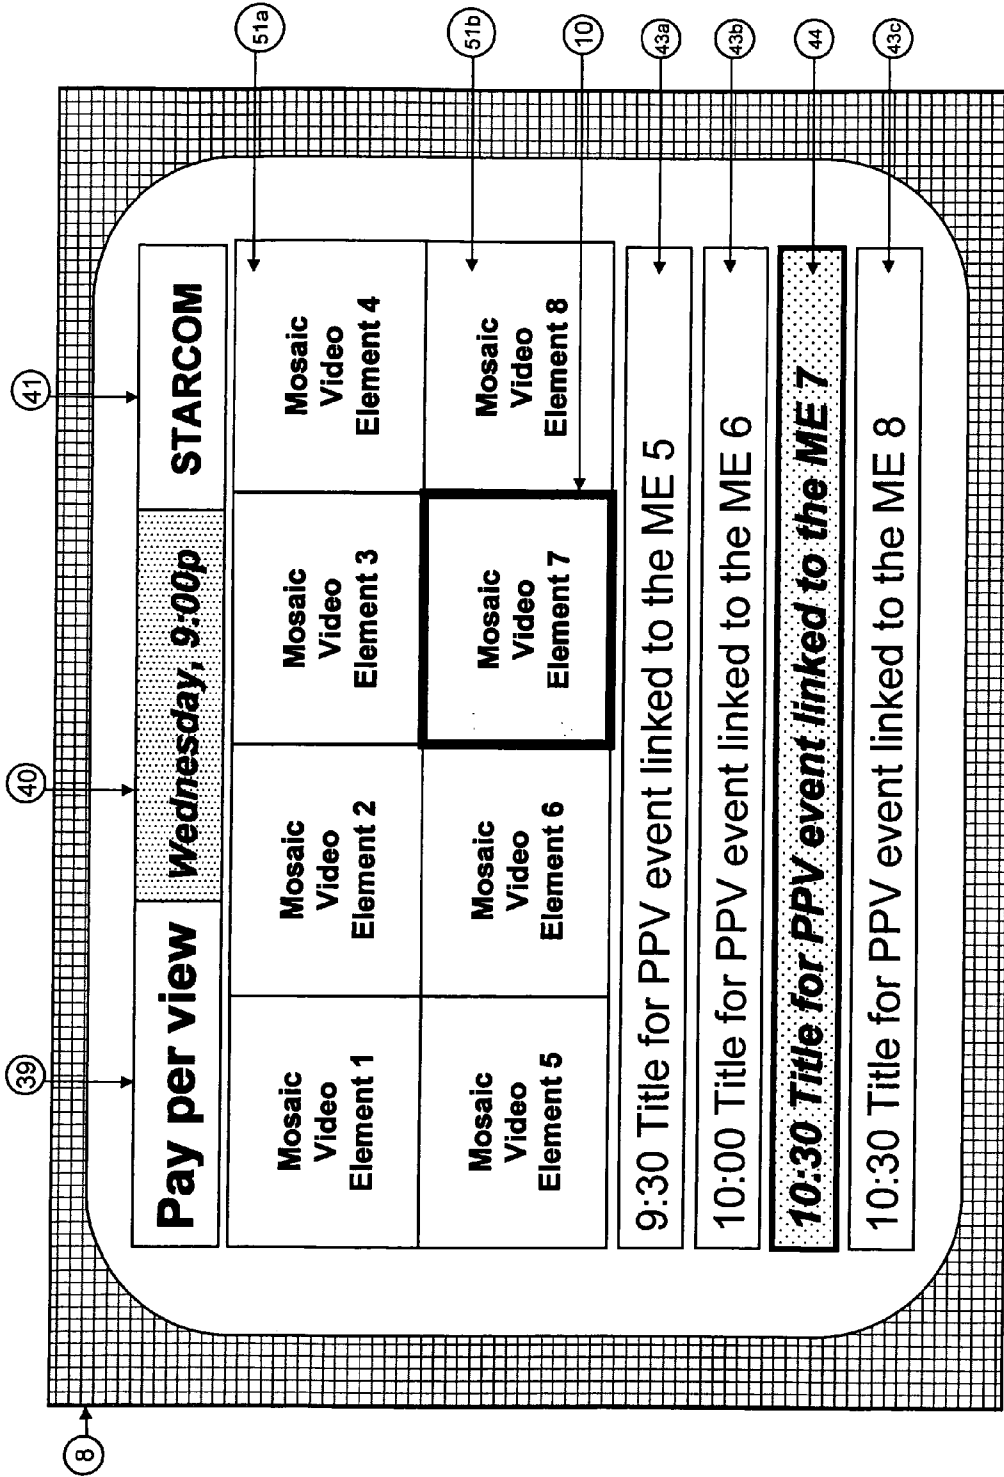 39
40
41
Pay per view
Wednesday, 9:00p
STARCOM
Mosaic
Video
Element 1
Mosaic
Video
Element 2
Mosaic
Video
Element 3
Mosaic
Video
Element 4
51a
Mosaic
Video
Element 5
Mosaic
Video
Element 6
Mosaic
Video
Element 7
Mosaic
Video
Element 8
51b
10
9:30 Title for PPV event linked to the ME 5
43a
10:00 Title for PPV event linked to the ME 6
43b
10:30 Title for PPV event linked to the ME 7
44
10:30 Title for PPV event linked to the ME 8
43c
8